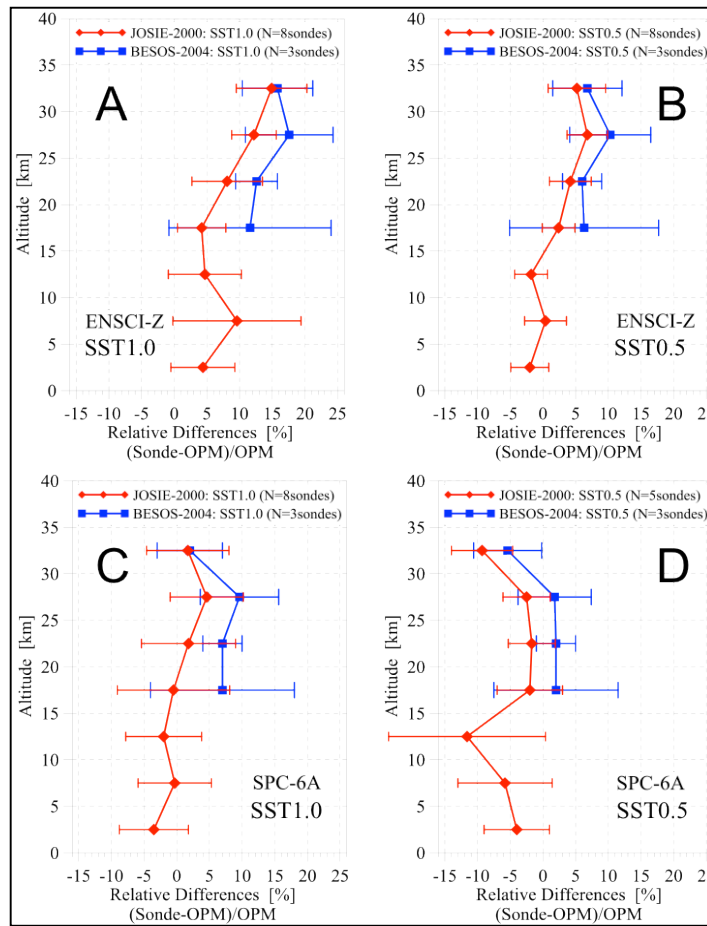 JOSIE-2000: SST1.0 (N=8sondes)
BESOS-2004: SST1.0 (N=3sondes)
A
40
35
30
25
20
15
10
5
0
Altitude [km]
ENSCI-Z
SST1.0
-15 -10 -5 0 5 10 15 20 25
Relative Differences [%]
(Sonde-OPM)/OPM
JOSIE-2000: SST0.5 (N=8sondes)
BESOS-2004: SST0.5 (N=3sondes)
B
40
35
30
25
20
15
10
5
0
Altitude [km]
ENSCI-Z
SST0.5
-15 -10 -5 0 5 10 15 20 25
Relative Differences [%]
(Sonde-OPM)/OPM
JOSIE-2000: SST1.0 (N=8sondes)
BESOS-2004: SST1.0 (N=3sondes)
C
40
35
30
25
20
15
10
5
0
Altitude [km]
SPC-6A
SST1.0
-15 -10 -5 0 5 10 15 20 25
Relative Differences [%]
(Sonde-OPM)/OPM
JOSIE-2000: SST0.5 (N=5sondes)
BESOS-2004: SST0.5 (N=3sondes)
D
40
35
30
25
20
15
10
5
0
Altitude [km]
SPC-6A
SST0.5
-15 -10 -5 0 5 10 15 20 25
Relative Differences [%]
(Sonde-OPM)/OPM